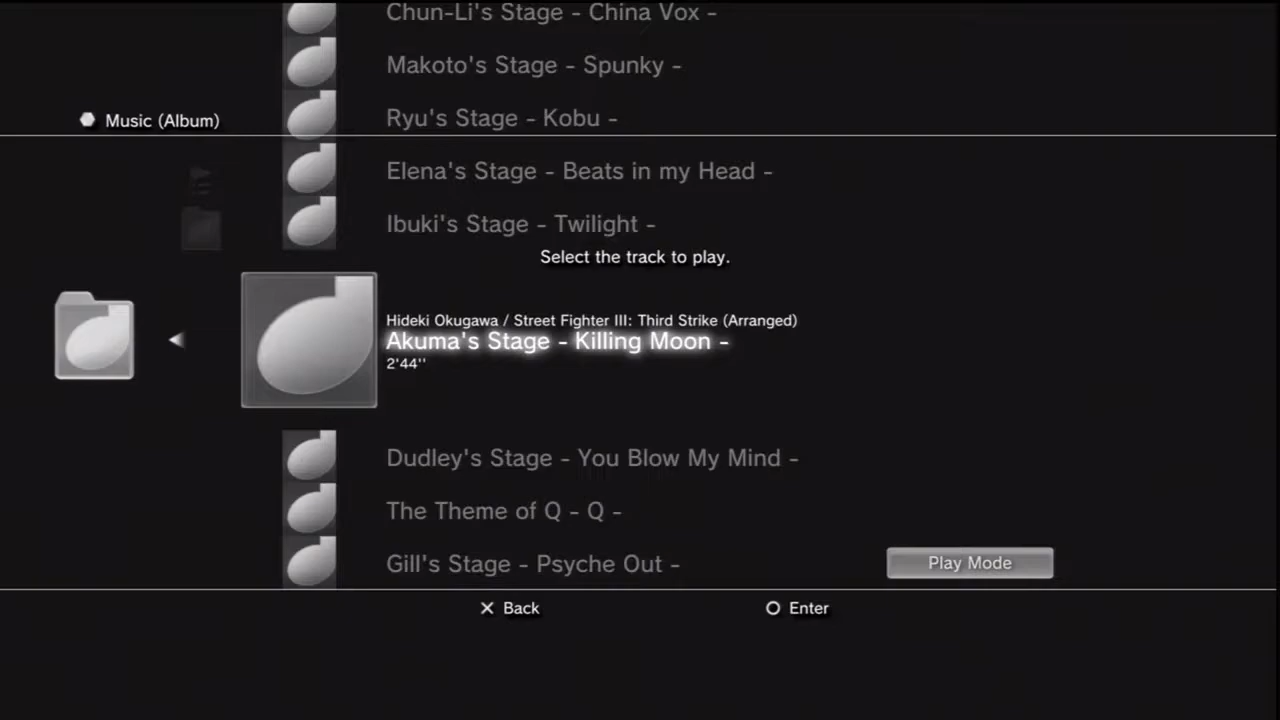 Chun-Li's Stage - China Vox -
Makoto's Stage - Spunky -
Music (Album)
Ryu's Stage - Kobu -
Elena's Stage - Beats in my Head -
Ibuki's Stage - Twilight -
Select the track to play.
Hideki Okugawa / Street Fighter III: Third Strike (Arranged)
Akuma's Stage - Killing Moon -
2'44''
Dudley's Stage - You Blow My Mind -
The Theme of Q - Q -
Gill's Stage - Psyche Out -
Play Mode
X Back
O Enter